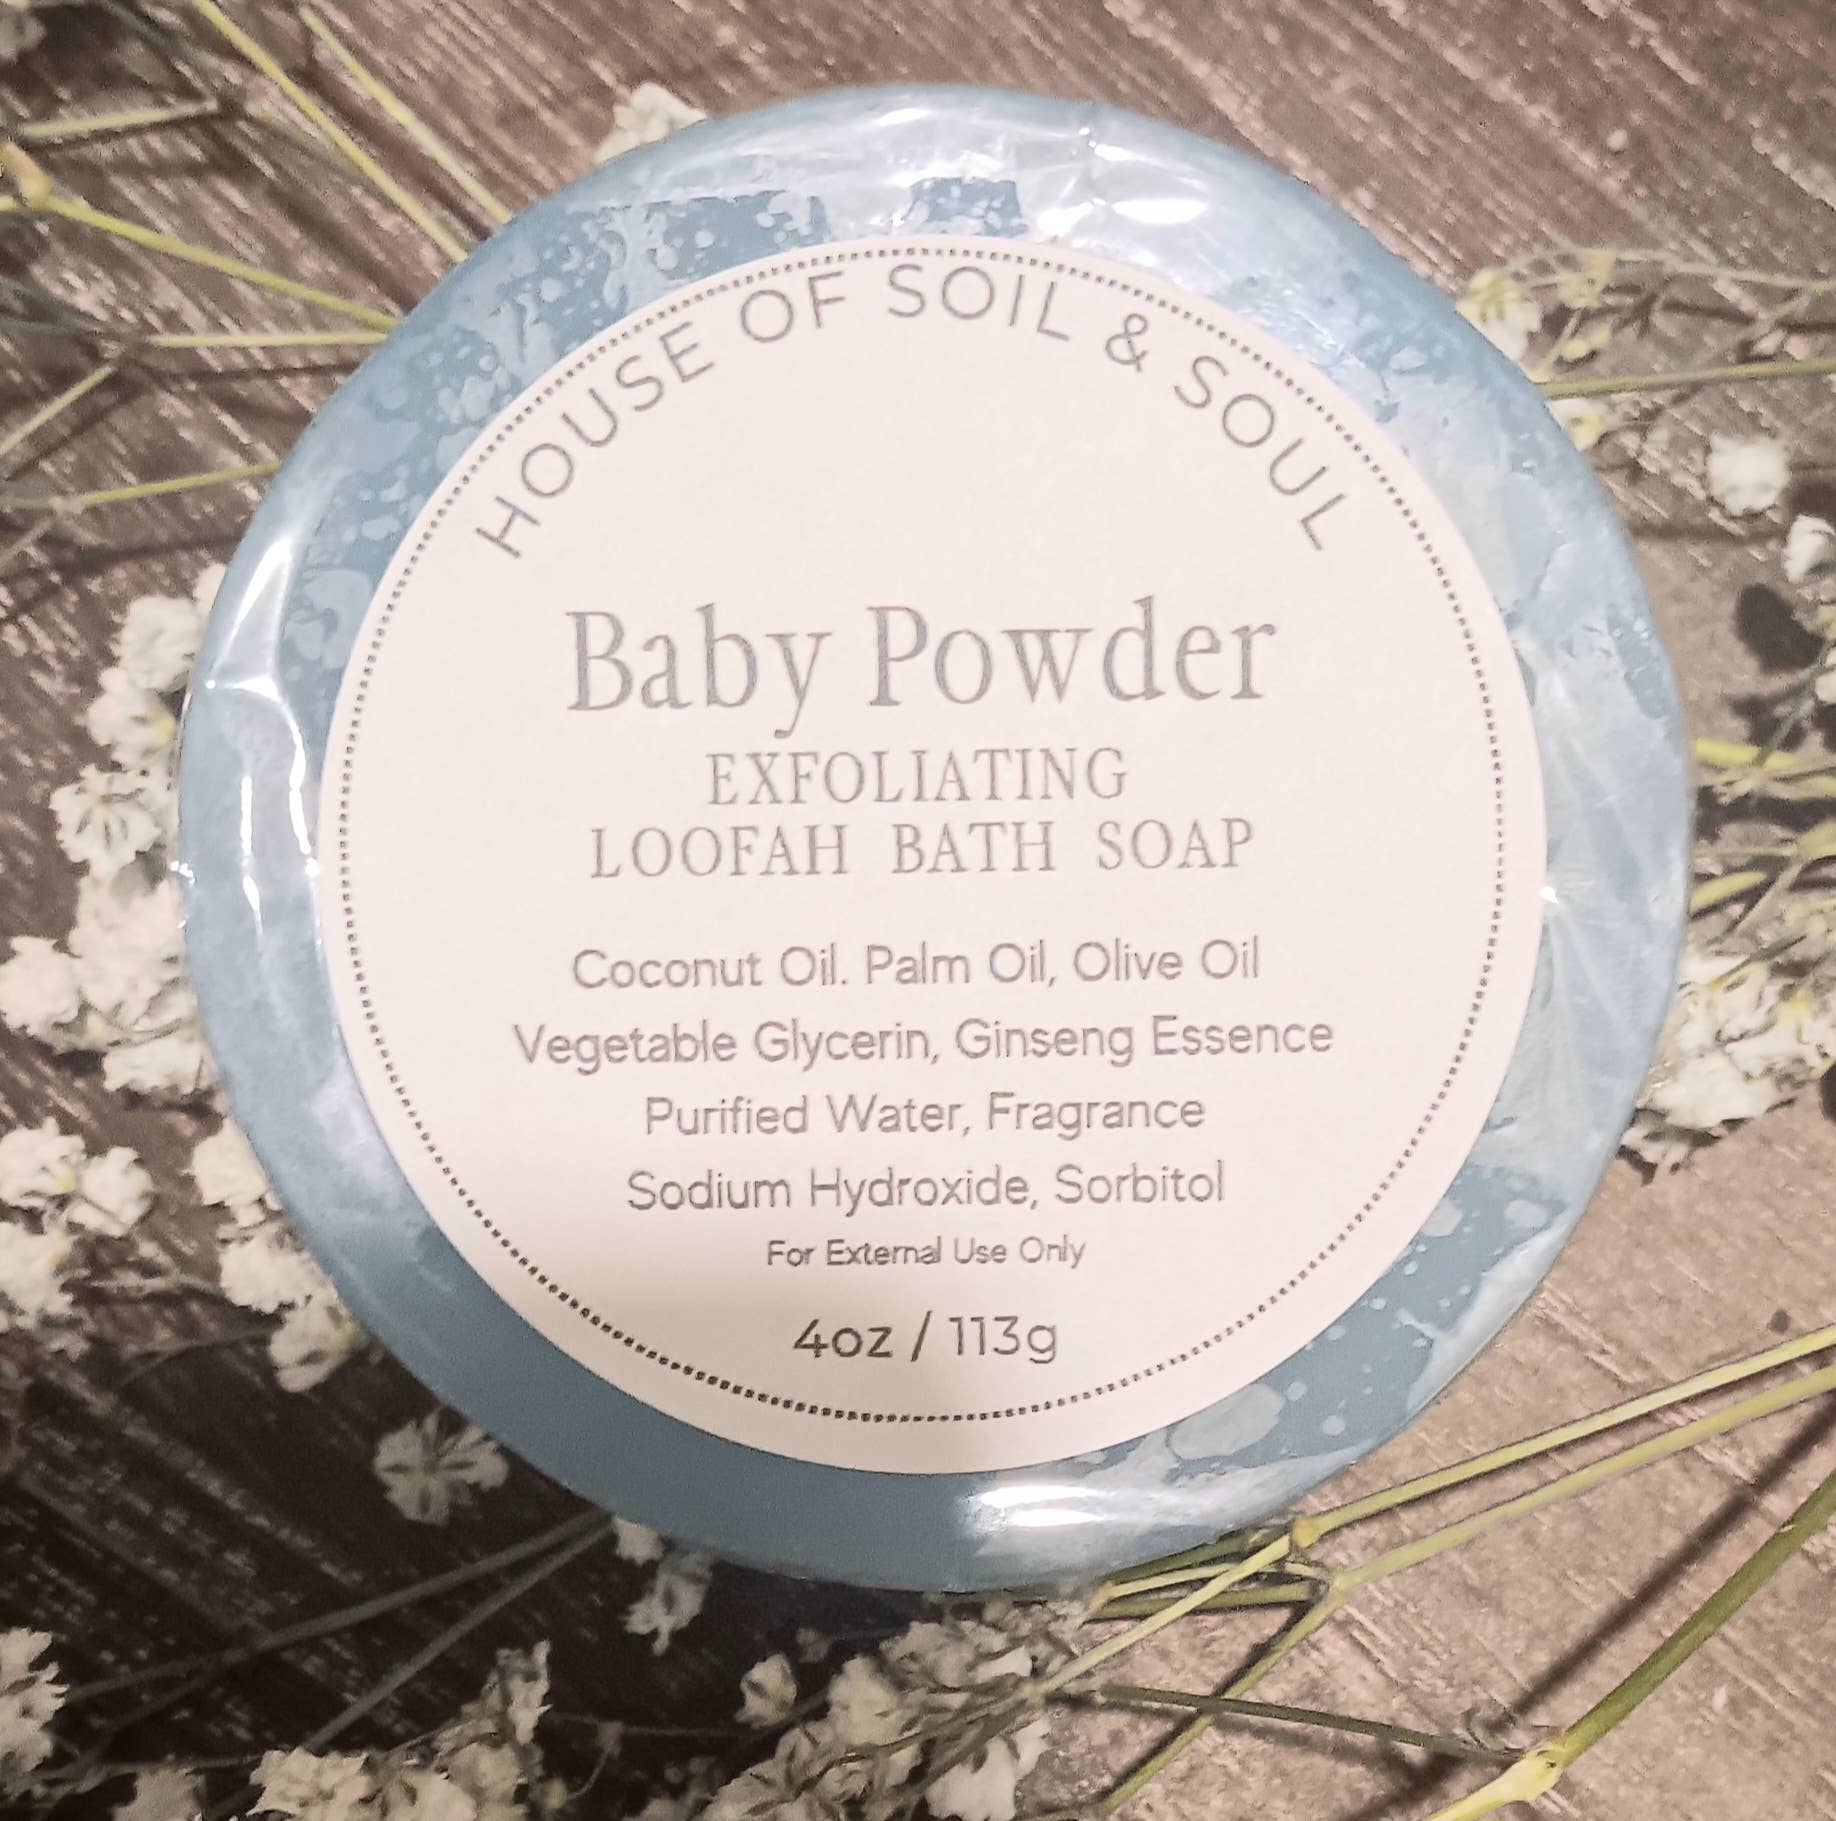 HOUSE OF SOIL & SOUL
Baby Powder
EXFOLIATING
LOOFAH BATH SOAP
Coconut Oil. Palm Oil, Olive Oil
Vegetable Glycerin, Ginseng Essence
Purified Water, Fragrance
Sodium Hydroxide, Sorbitol
For External Use Only
4oz / 113g